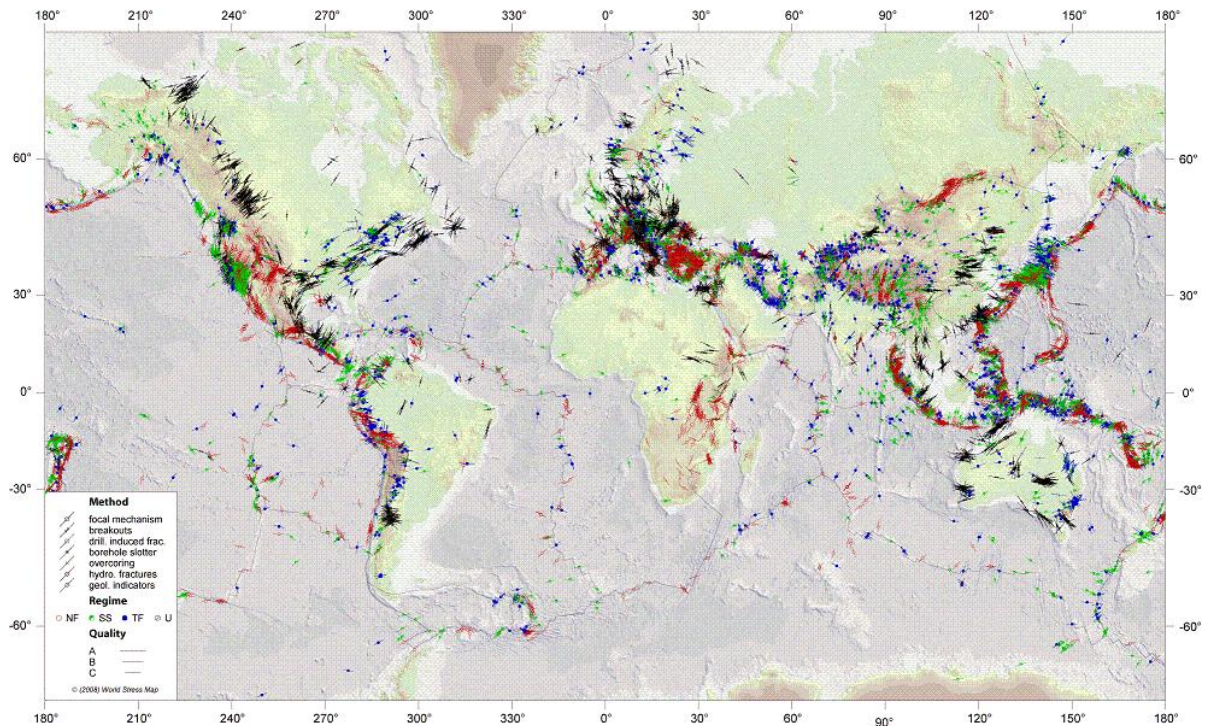 180° 210° 240° 270° 300° 330° 0° 30° 60° 90° 120° 150° 180°
60° 60°
30° 30°
0° 0°
-30° -30°
-60° -60°
Method
focal mechanism
breakouts
drill. induced frac.
borehole slotter
overcoring
hydro. fractures
geol. indicators
Regime
NF SS TF U
Quality
A
B
C
© (2008) World Stress Map
180° 210° 240° 270° 300° 330° 0° 30° 60° 90° 120° 150° 180°